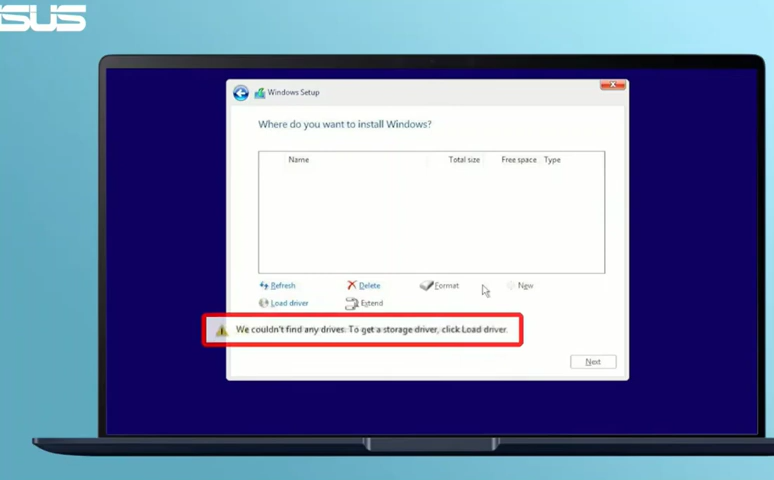 SUS
Windows Setup
Where do you want to install Windows?
Name Total size Free space Type
Refresh Delete Format New
Load driver Extend
We couldn't find any drives. To get a storage driver, click Load driver.
Next